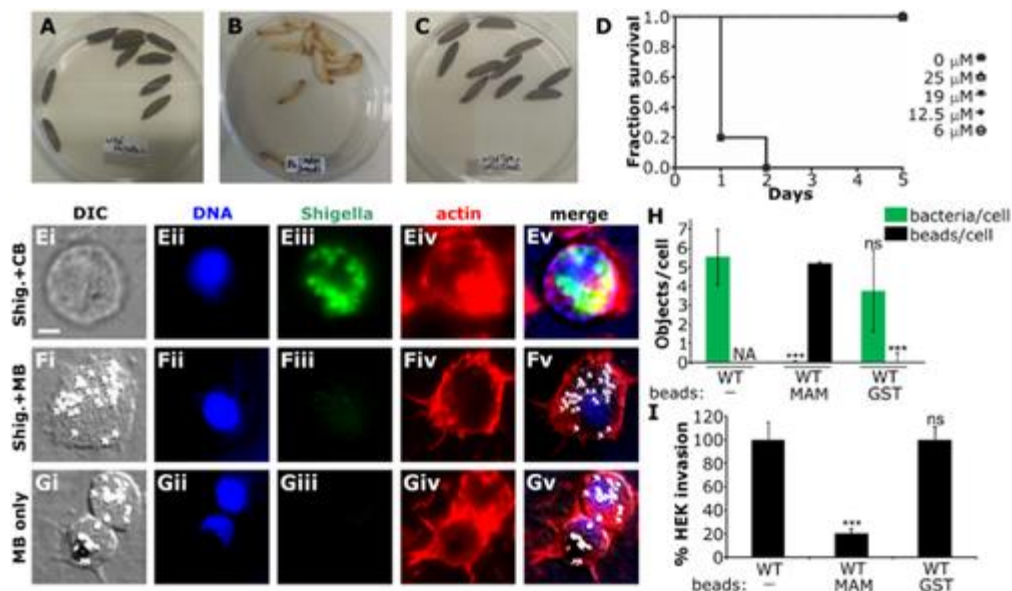 A
B
C
D
Fraction survival
1.0
0.8
0.6
0.4
0.2
0.0
0
1
2
3
4
5
Days
0 μM
25 μM
19 μM
12.5 μM
6 μM
DIC
DNA
Shigella
actin
merge
Shig.+CB
Ei
Eii
Eiii
Eiv
Ev
Shig.+MB
Fi
Fii
Fiii
Fiv
Fv
MB only
Gi
Gii
Giii
Giv
Gv
H
bacteria/cell
beads/cell
Objects/cell
7
6
5
4
3
2
1
0
NA
***
ns
***
WT
WT
WT
beads:
–
MAM
GST
I
% HEK invasion
120
100
80
60
40
20
0
***
ns
WT
WT
WT
beads:
–
MAM
GST